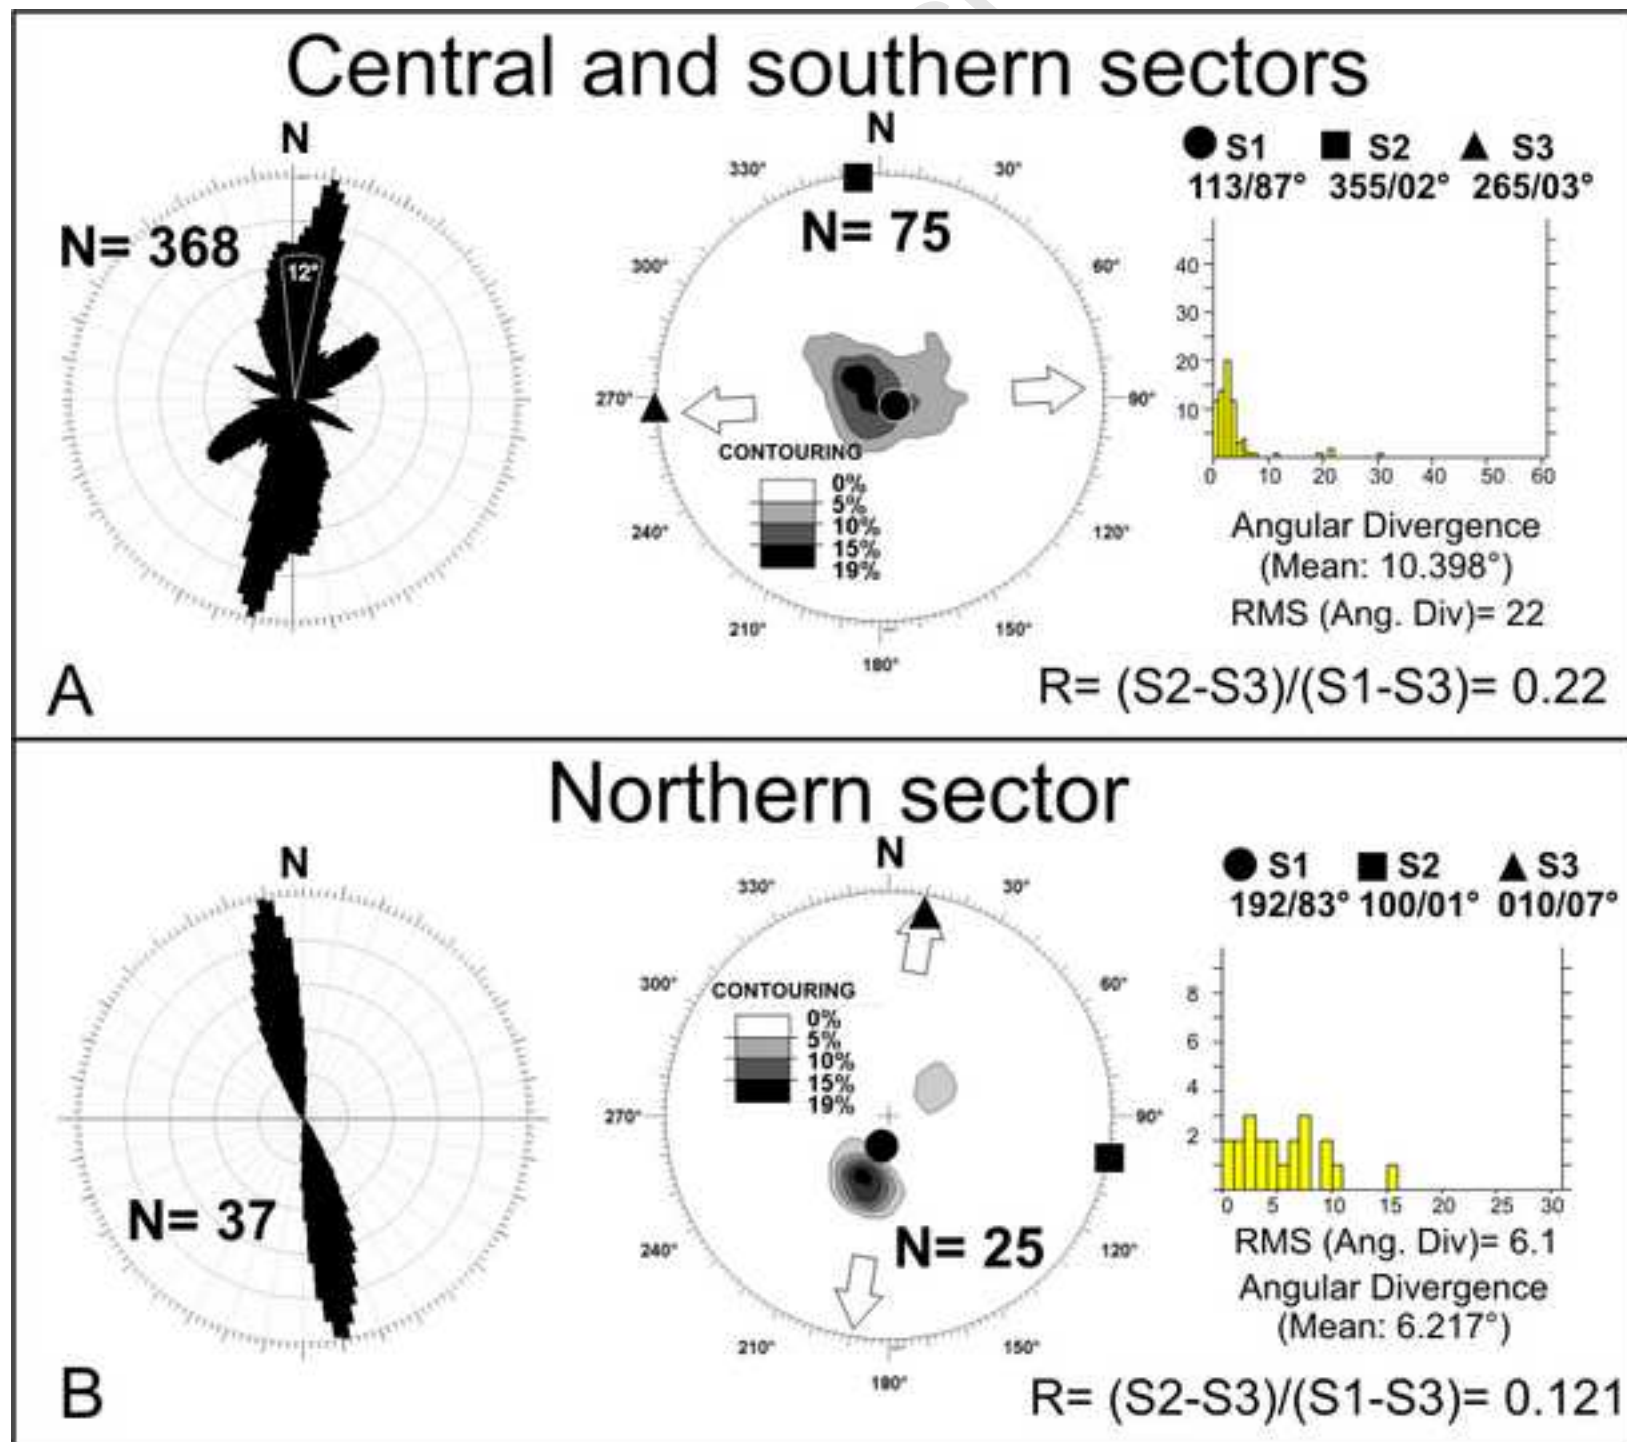 Central and southern sectors
N
N= 368
12°
N
330°
30°
N= 75
300°
60°
270°
90°
CONTOURING
0%
5%
10%
15%
19%
240°
120°
210°
150°
180°
S1 S2 S3
113/87° 355/02° 265/03°
40
30
20
10
0 10 20 30 40 50 60
Angular Divergence
(Mean: 10.398°)
RMS (Ang. Div)= 22
A
R= (S2-S3)/(S1-S3)= 0.22
Northern sector
N
N= 37
N
330°
30°
300°
60°
CONTOURING
0%
5%
10%
15%
19%
270°
90°
N= 25
240°
120°
210°
150°
180°
S1 S2 S3
192/83° 100/01° 010/07°
8
6
4
2
0 5 10 15 20 25 30
RMS (Ang. Div)= 6.1
Angular Divergence
(Mean: 6.217°)
B
R= (S2-S3)/(S1-S3)= 0.121